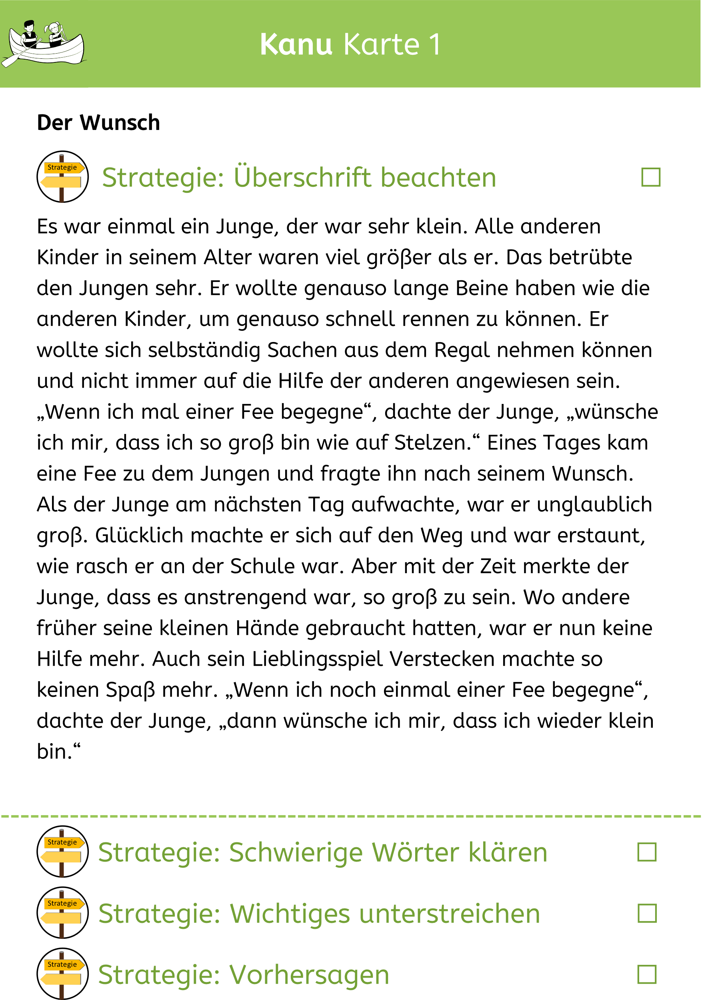 Kanu Karte 1
Der Wunsch
Strategie
Strategie: Überschrift beachten
Es war einmal ein Junge, der war sehr klein. Alle anderen
Kinder in seinem Alter waren viel größer als er. Das betrübte
den Jungen sehr. Er wollte genauso lange Beine haben wie die
anderen Kinder, um genauso schnell rennen zu können. Er
wollte sich selbständig Sachen aus dem Regal nehmen können
und nicht immer auf die Hilfe der anderen angewiesen sein.
„Wenn ich mal einer Fee begegne“, dachte der Junge, „wünsche
ich mir, dass ich so groß bin wie auf Stelzen.“ Eines Tages kam
eine Fee zu dem Jungen und fragte ihn nach seinem Wunsch.
Als der Junge am nächsten Tag aufwachte, war er unglaublich
groß. Glücklich machte er sich auf den Weg und war erstaunt,
wie rasch er an der Schule war. Aber mit der Zeit merkte der
Junge, dass es anstrengend war, so groß zu sein. Wo andere
früher seine kleinen Hände gebraucht hatten, war er nun keine
Hilfe mehr. Auch sein Lieblingsspiel Verstecken machte so
keinen Spaß mehr. „Wenn ich noch einmal einer Fee begegne“,
dachte der Junge, „dann wünsche ich mir, dass ich wieder klein
bin.“
Strategie
Strategie: Schwierige Wörter klären
Strategie
Strategie: Wichtiges unterstreichen
Strategie
Strategie: Vorhersagen